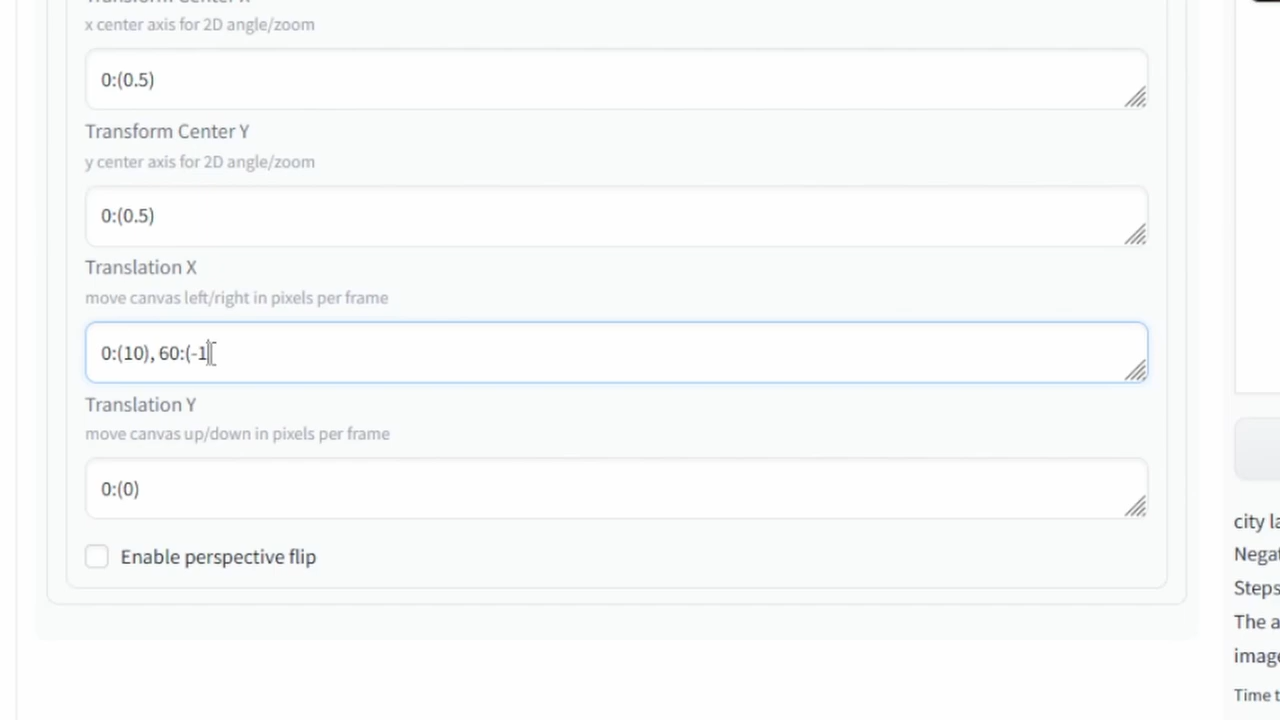 x center axis for 2D angle/zoom
0:(0.5)
Transform Center Y
y center axis for 2D angle/zoom
0:(0.5)
Translation X
move canvas left/right in pixels per frame
0:(10), 60:(-1
Translation Y
move canvas up/down in pixels per frame
0:(0)
Enable perspective flip
city la
Negat
Steps
The a
image
Time t